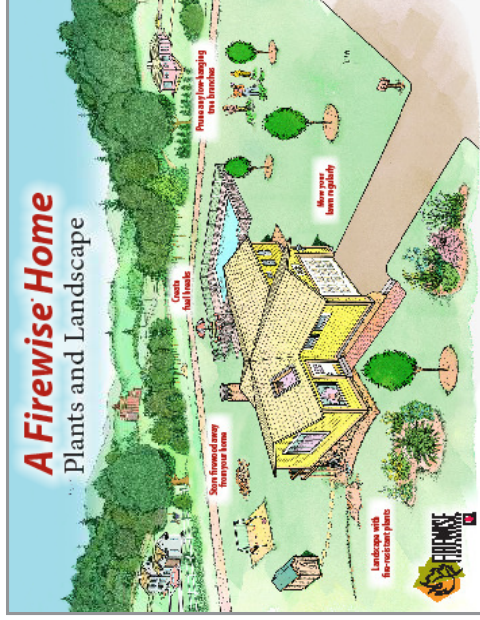 A Firewise Home
Plants and Landscape
Prune any low-hanging
tree branches
Create
fuel breaks
Mow your
lawn regularly
Store firewood away
from your home
Landscape with
fire-resistant plants
FIREWISE